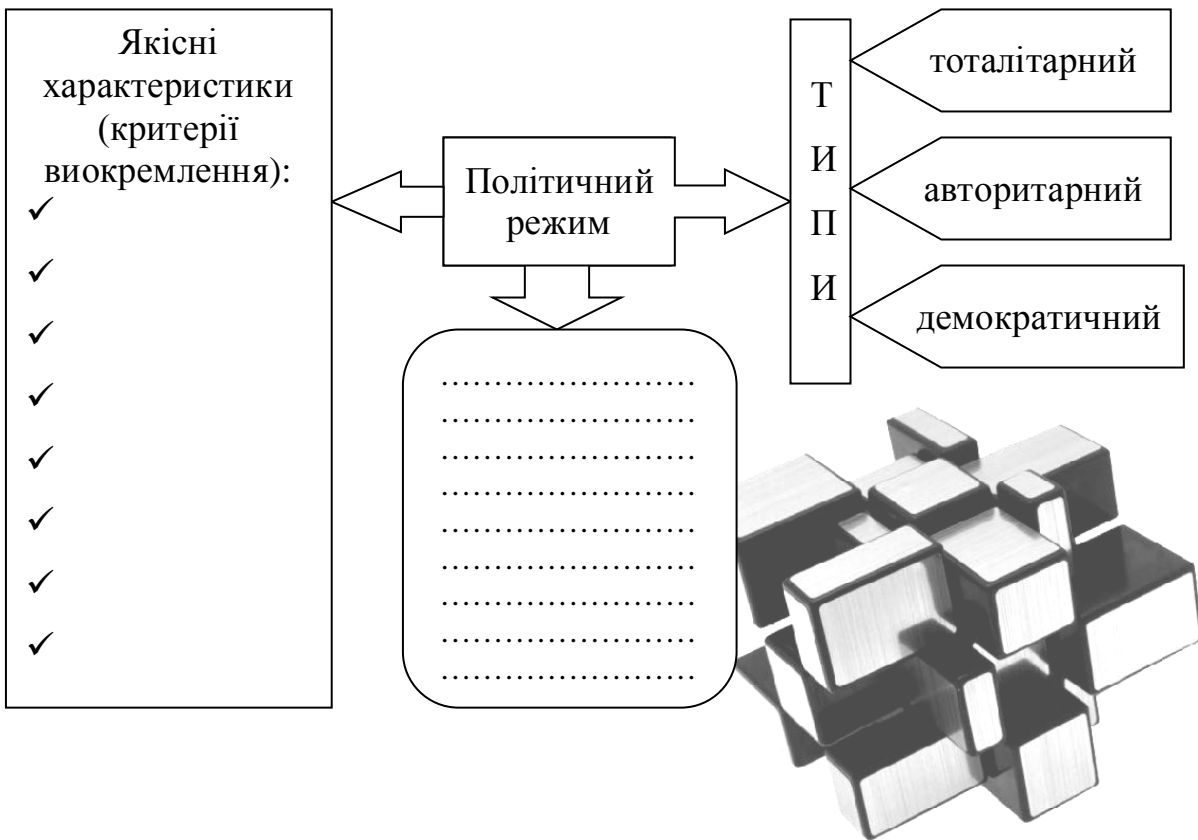 Якісні
характеристики
(критерії
виокремлення):
✓
✓
✓
✓
✓
✓
✓
✓
Політичний
режим
........................
........................
........................
........................
........................
........................
........................
........................
........................
Т
И
П
И
тоталітарний
авторитарний
демократичний